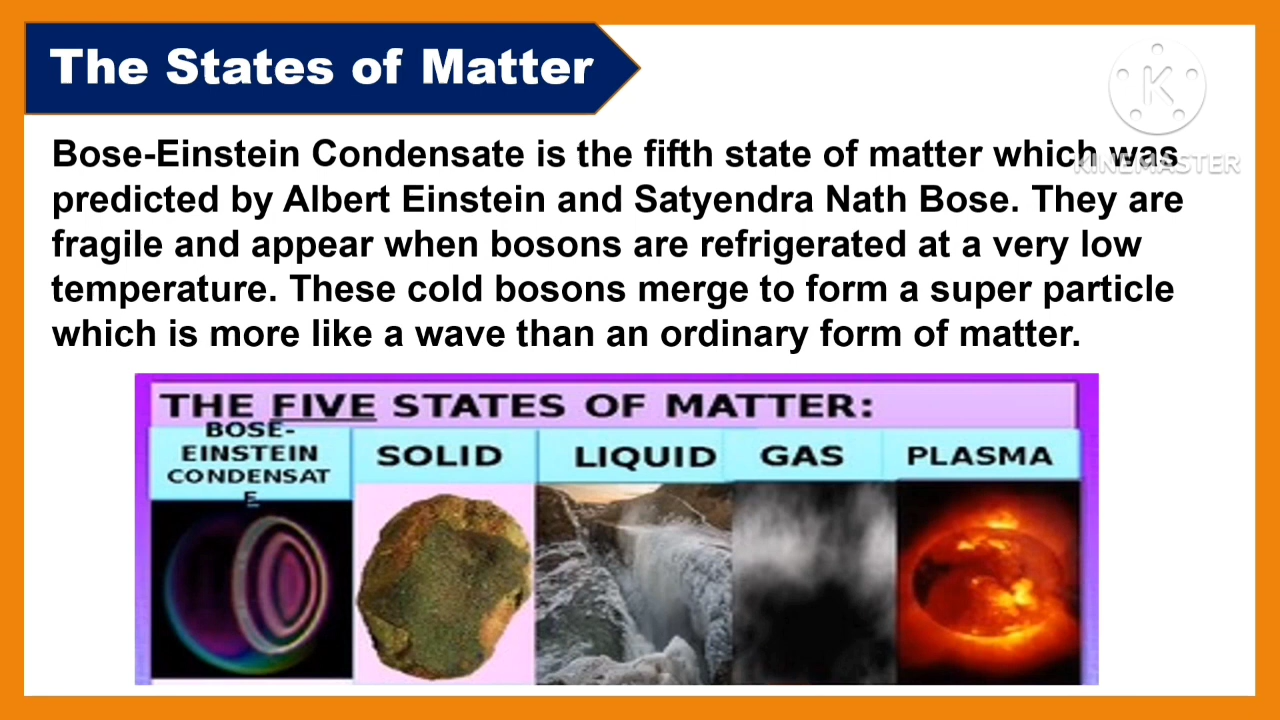 The States of Matter
K
KINEMASTER
Bose-Einstein Condensate is the fifth state of matter which was
predicted by Albert Einstein and Satyendra Nath Bose. They are
fragile and appear when bosons are refrigerated at a very low
temperature. These cold bosons merge to form a super particle
which is more like a wave than an ordinary form of matter.
THE FIVE STATES OF MATTER:
BOSE-
EINSTEIN
CONDENSAT
E
SOLID
LIQUID
GAS
PLASMA